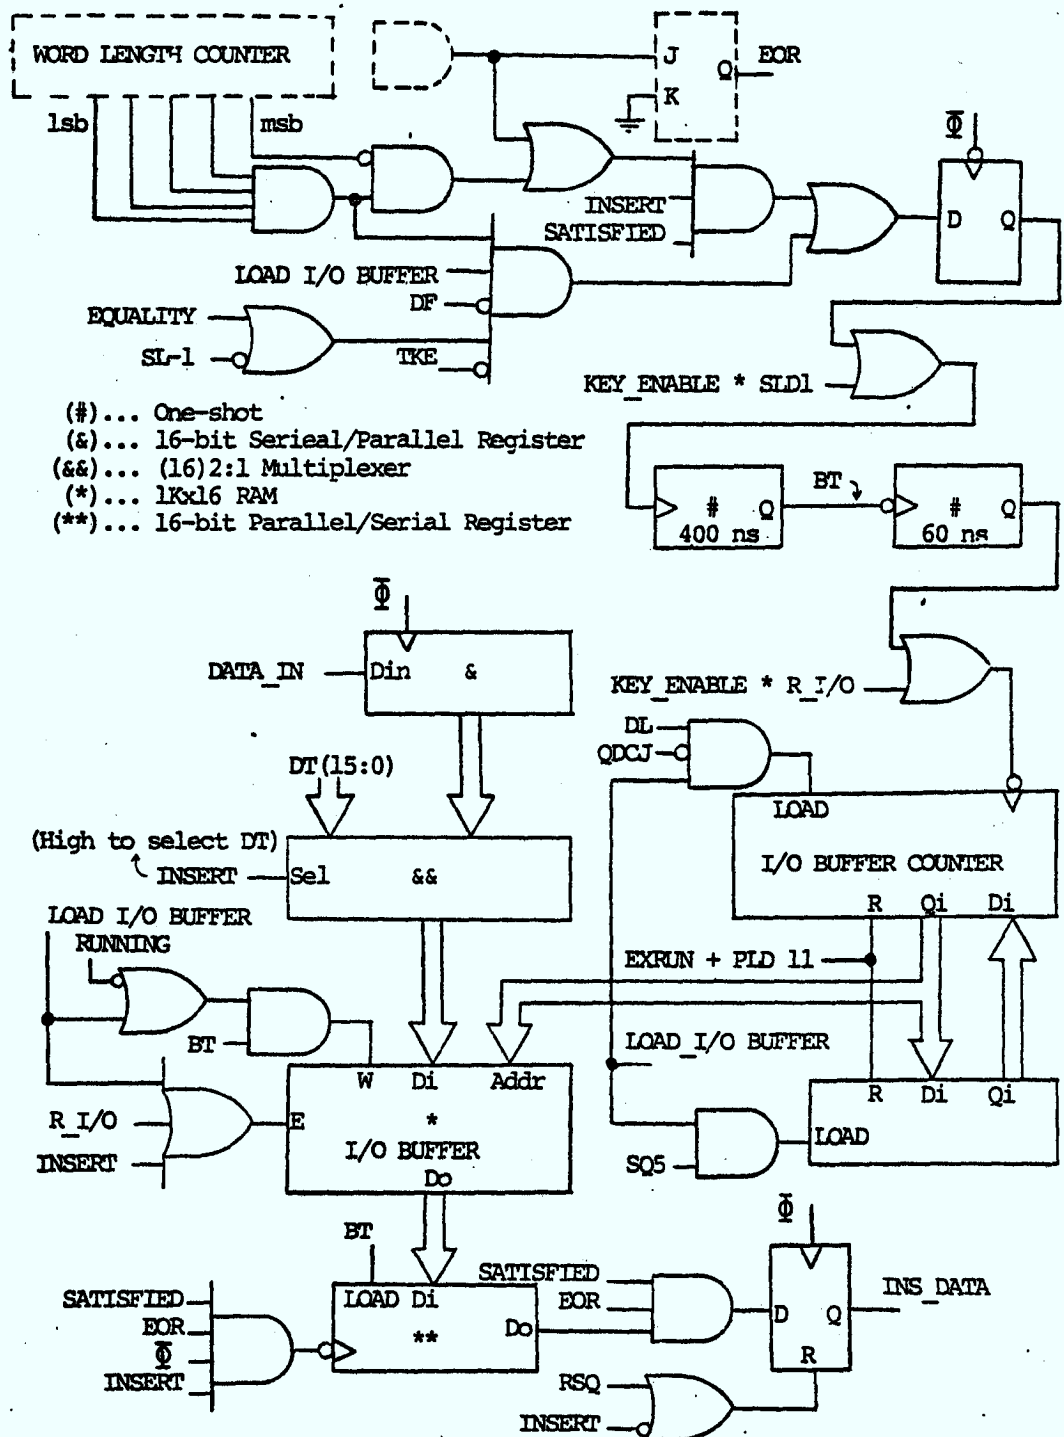 WORD LENGTH COUNTER
lsb
msb
J
Q
EOR
K
Φ
INSERT
SATISFIED
D
Q
LOAD I/O BUFFER
DF
EQUALITY
SL-1
TKE
KEY_ENABLE * SLD1
(#)... One-shot
(&)... 16-bit Serieal/Parallel Register
(&&)... (16)2:1 Multiplexer
(*)... 1Kx16 RAM
(**)... 16-bit Parallel/Serial Register
#
Q
400 ns
BT
#
Q
60 ns
Φ
DATA_IN
Din
&
KEY_ENABLE * R_I/O
DL
QDCJ
DT(15:0)
LOAD
I/O BUFFER COUNTER
R
Qi
Di
(High to select DT)
INSERT
Sel
&&
LOAD I/O BUFFER
RUNNING
EXRUN + PLD 11
BT
LOAD_I/O BUFFER
W
Di
Addr
R
Di
Qi
R_I/O
E
*
I/O BUFFER
LOAD
INSERT
Do
SQ5
BT
Φ
SATISFIED
LOAD Di
SATISFIED
INS_DATA
EOR
**
Do
EOR
D
Q
Φ
R
INSERT
RSQ
INSERT